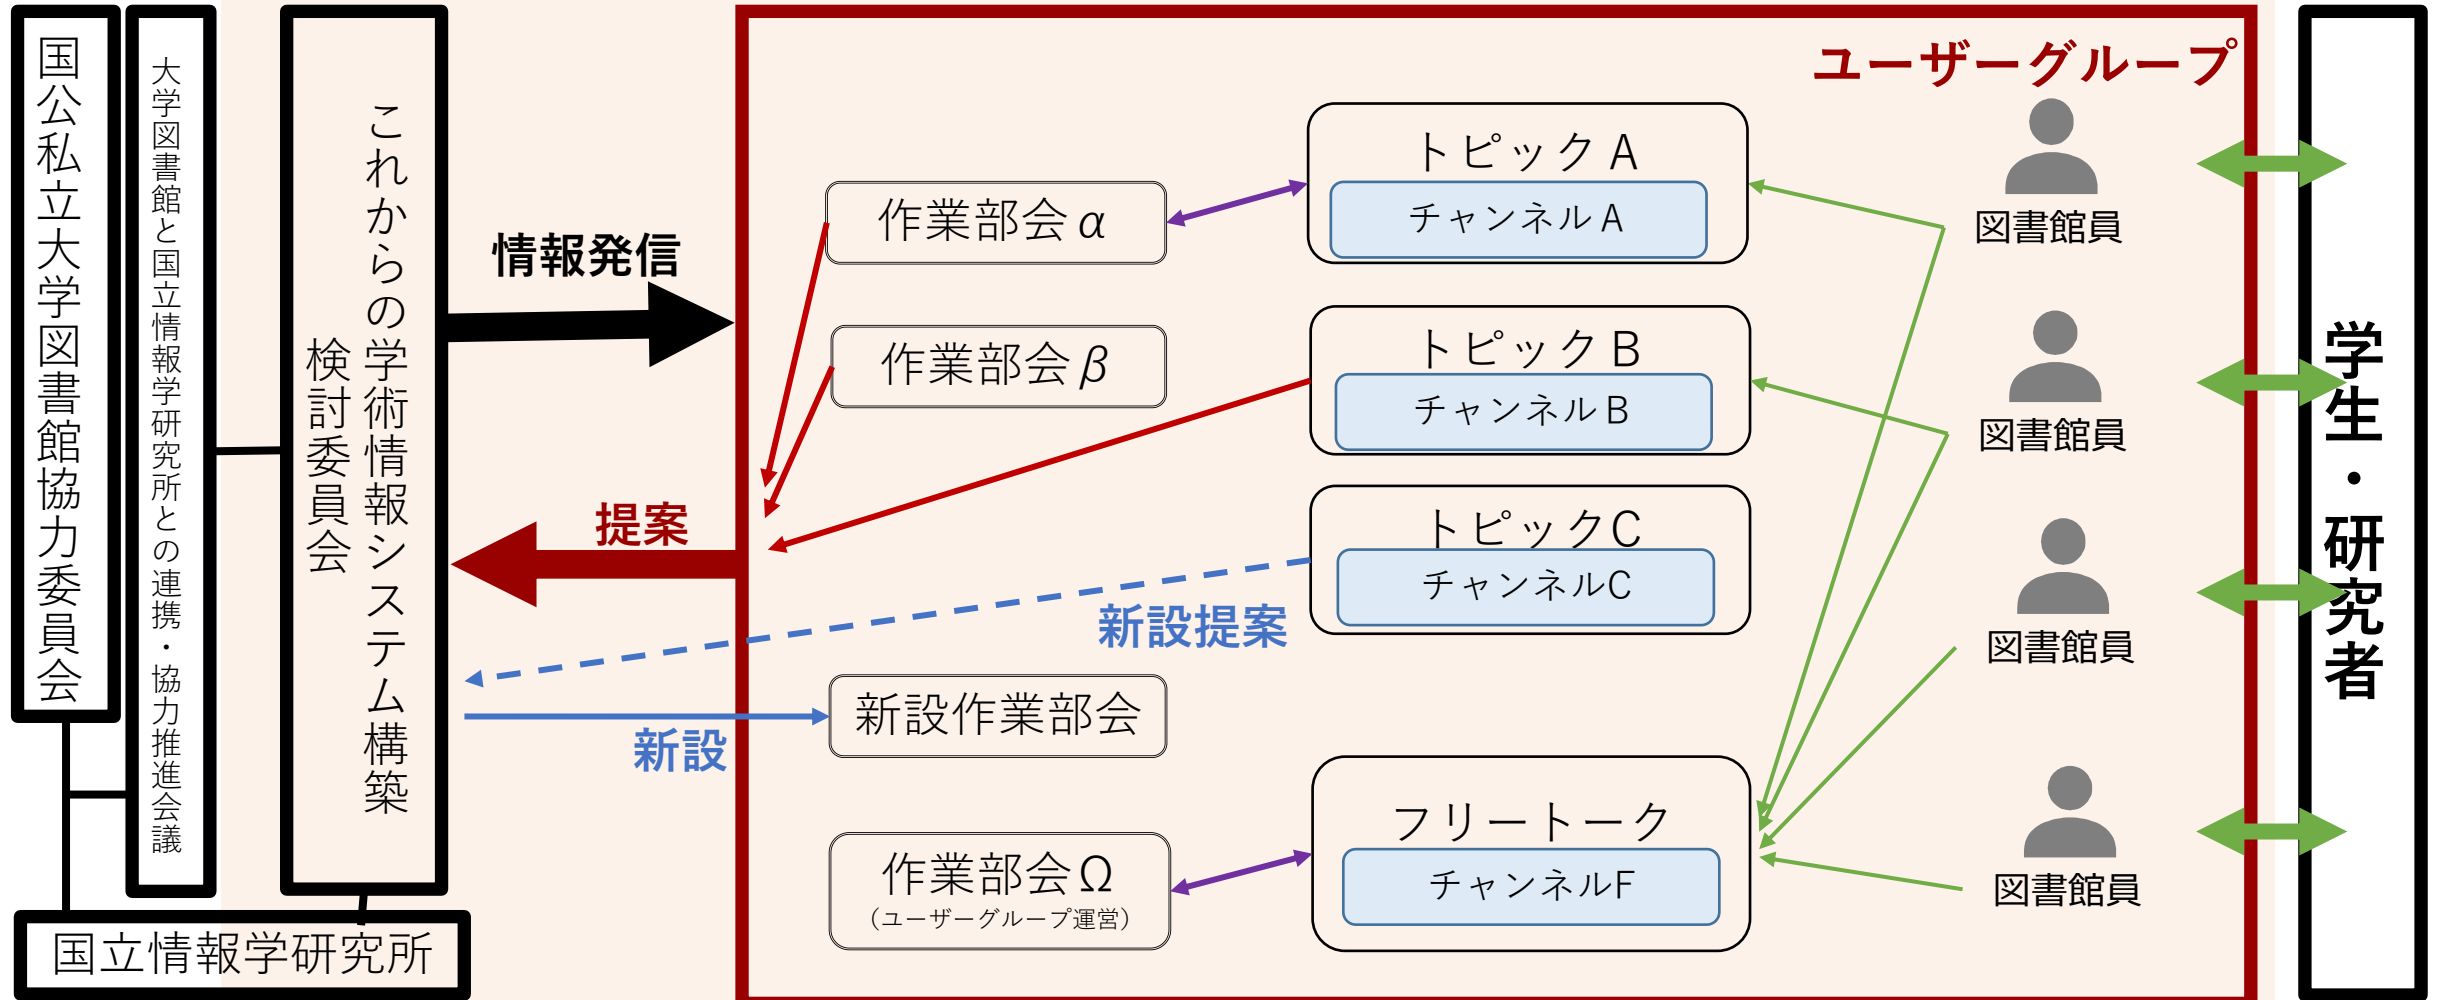 国公私立大学図書館協力委員会
大学図書館と国立情報学研究所との連携・協力推進会議
これからの学術情報システム構築
検討委員会
国立情報学研究所
情報発信
提案
新設提案
新設
ユーザーグループ
作業部会α
作業部会β
新設作業部会
作業部会Ω
(ユーザーグループ運営)
トピックA
チャンネルA
トピックB
チャンネルB
トピックC
チャンネルC
フリートーク
チャンネルF
図書館員
図書館員
図書館員
図書館員
学生・研究者